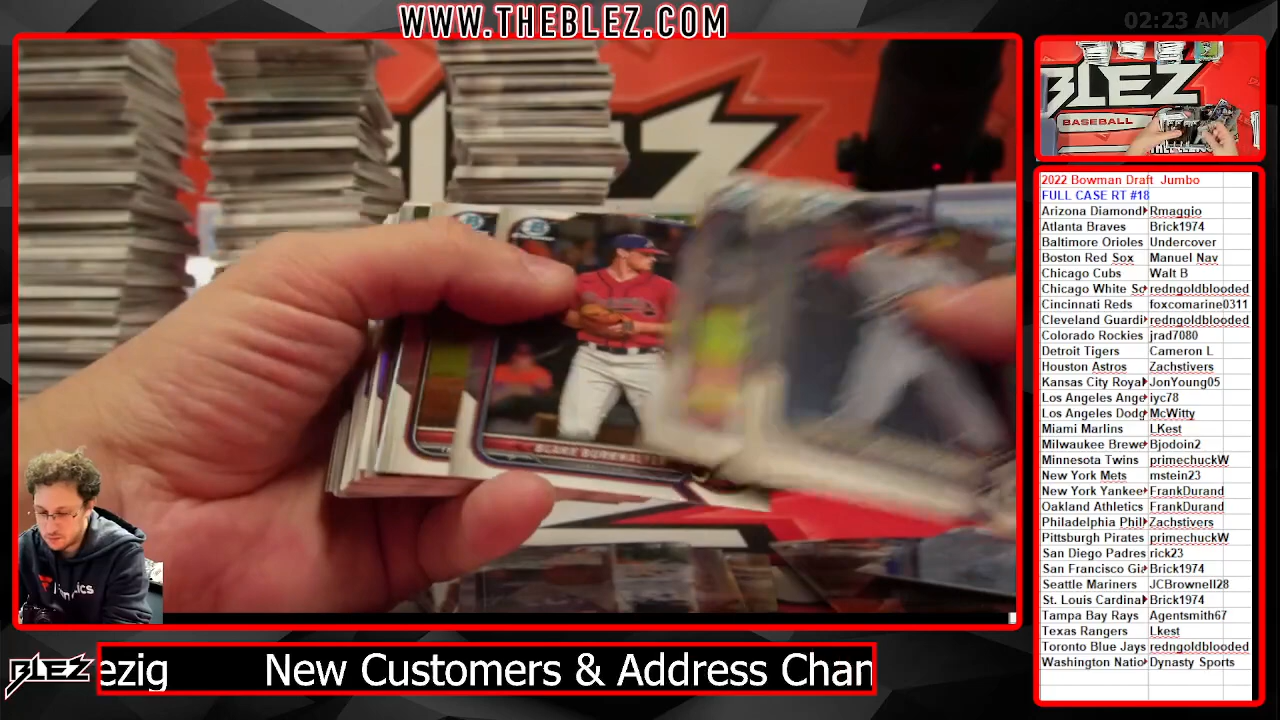 WWW.THEBLEZ.COM
02:23 AM
BLEZ
BASEBALL
2022 Bowman Draft Jumbo
FULL CASE RT #18
Arizona Diamond Rmaggio
Atlanta Braves Brick1974
Baltimore Orioles Undercover
Boston Red Sox Manuel Nav
Chicago Cubs Walt B
Chicago White So redngoldblooded
Cincinnati Reds foxcomarine0311
Cleveland Guardi redngoldblooded
Colorado Rockies jrad7080
Detroit Tigers Cameron L
Houston Astros Zachstivers
Kansas City Roya JonYoung05
Los Angeles Ange iyc78
Los Angeles Dodg McWitty
Miami Marlins LKest
Milwaukee Brewe Bjodoin2
Minnesota Twins primechuckW
New York Mets mstein23
New York Yankee FrankDurand
Oakland Athletics FrankDurand
Philadelphia Phil Zachstivers
Pittsburgh Pirates primechuckW
San Diego Padres rick23
San Francisco Gia Brick1974
Seattle Mariners JCBrownell28
St. Louis Cardina Brick1974
Tampa Bay Rays Agentsmith67
Texas Rangers Lkest
Toronto Blue Jays redngoldblooded
Washington Natio Dynasty Sports
BLEZ
ezig New Customers & Address Chan